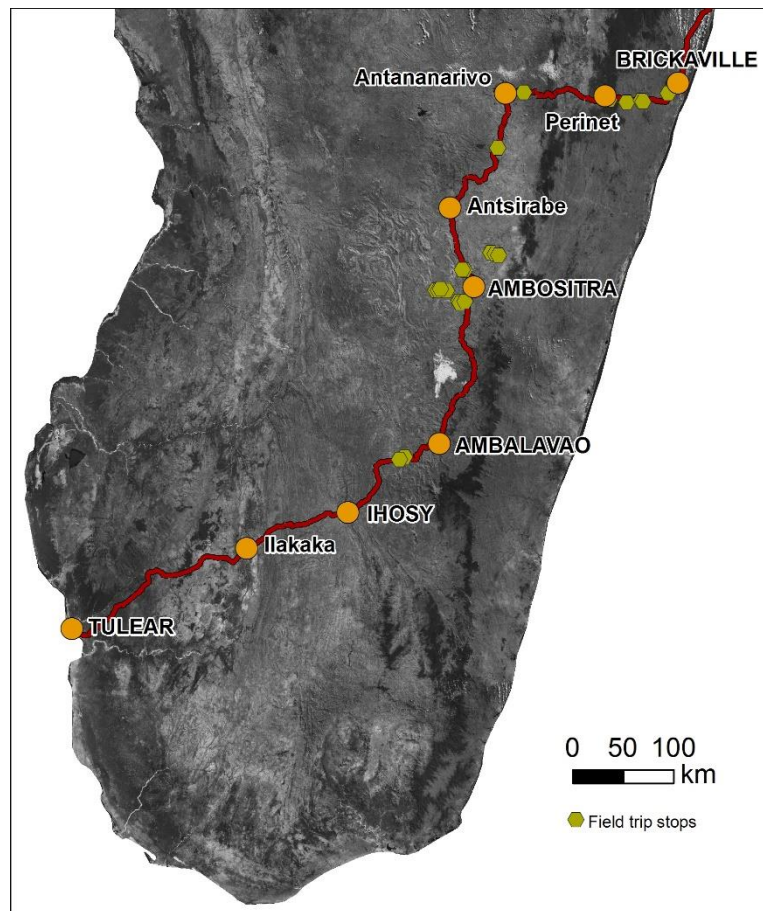 BRICKAVILLE
Antananarivo
Perinet
Antsirabe
AMBOSITRA
AMBALAVAO
IHOSY
Ilakaka
TULEAR
0 50 100
km
Field trip stops